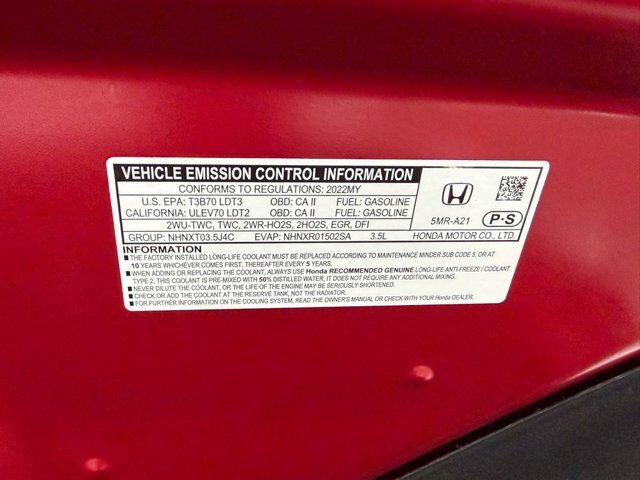 VEHICLE EMISSION CONTROL INFORMATION
CONFORMS TO REGULATIONS: 2022MY
U.S. EPA: T3B70 LDT3 OBD: CA II FUEL: GASOLINE
CALIFORNIA: ULEV70 LDT2 OBD: CA II FUEL: GASOLINE
2WU-TWC, TWC, 2WR-HO2S, 2HO2S, EGR, DFI
GROUP: NHNXT03.5J4C EVAP: NHNXR01502SA 3.5L
5MR-A21 P-S
HONDA MOTOR CO., LTD.
INFORMATION
■ THE FACTORY INSTALLED LONG-LIFE COOLANT MUST BE REPLACED ACCORDING TO MAINTENANCE MINDER SUB CODE 5, OR AT
10 YEARS WHICHEVER COMES FIRST. THEREAFTER, REPLACE EVERY 5 YEARS.
■ WHEN ADDING OR REPLACING THE COOLANT, ALWAYS USE Honda RECOMMENDED GENUINE LONG-LIFE ANTI-FREEZE / COOLANT
TYPE 2. THIS COOLANT IS PRE-MIXED WITH 50% DISTILLED WATER. IT DOES NOT REQUIRE ANY ADDITIONAL MIXING.
■ NEVER DILUTE THE COOLANT, OR THE LIFE OF THE ENGINE MAY BE SERIOUSLY SHORTENED.
■ CHECK OR ADD THE COOLANT AT THE RESERVE TANK, NOT THE RADIATOR.
■ FOR FURTHER INFORMATION ON THE COOLING SYSTEM, READ THE OWNER'S MANUAL OR CHECK WITH YOUR Honda DEALER.